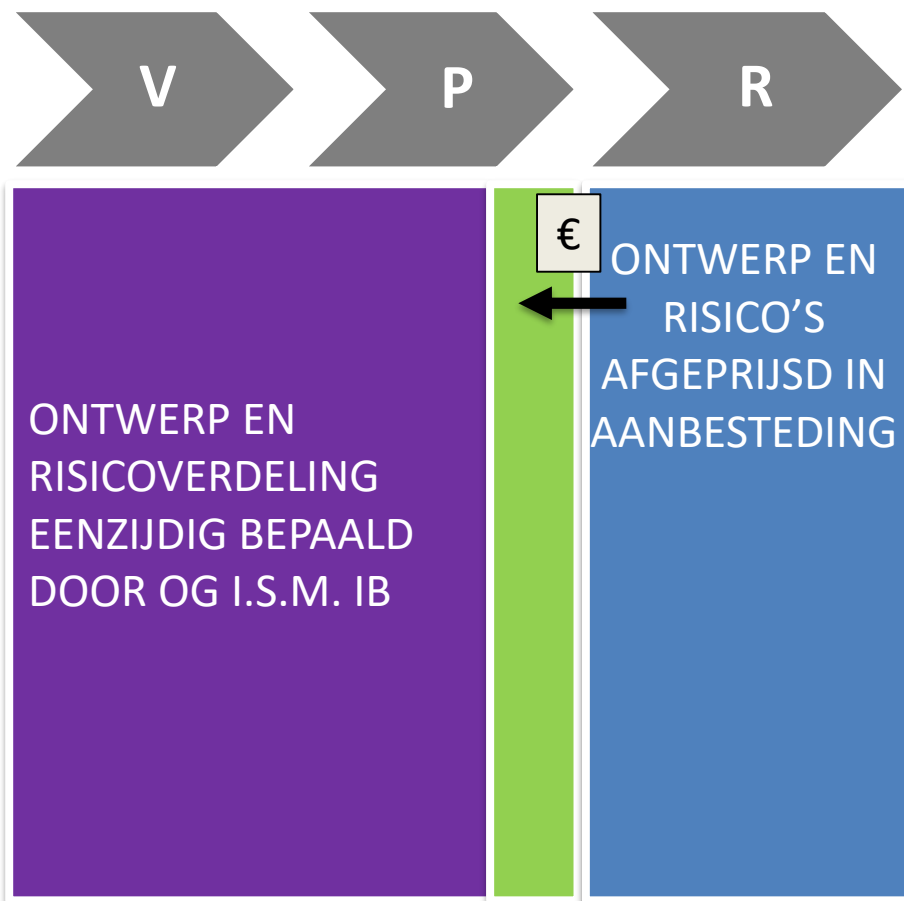 V
P
R
ONTWERP EN
RISICOVERDELING
EENZIJDIG BEPAALD
DOOR OG I.S.M. IB
€
ONTWERP EN
RISICO’S
AFGEPRIJSD IN
AANBESTEDING